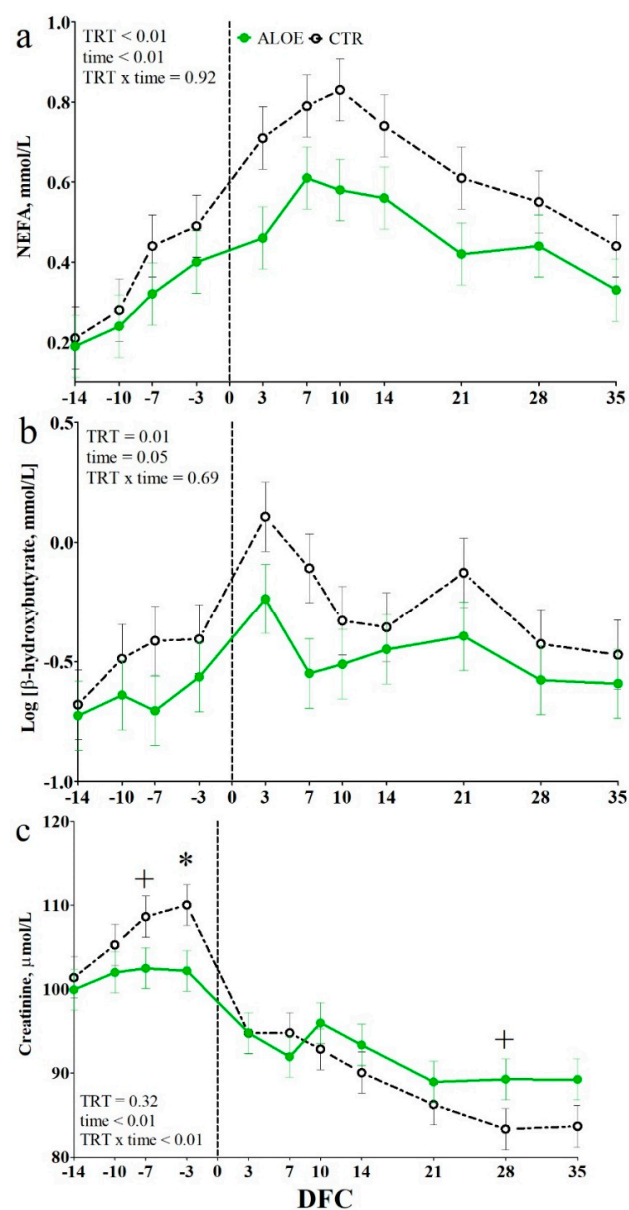 a
TRT < 0.01
time < 0.01
TRT x time = 0.92
ALOE CTR
NEFA, mmol/L
1.0
0.8
0.6
0.4
0.2
-14 -10 -7 -3 0 3 7 10 14 21 28 35
b
TRT = 0.01
time = 0.05
TRT x time = 0.69
Log [β-hydroxybutyrate, mmol/L]
0.5
0.0
-0.5
-1.0
-14 -10 -7 -3 0 3 7 10 14 21 28 35
c
+ * +
TRT = 0.32
time < 0.01
TRT x time < 0.01
Creatinine, µmol/L
120
110
100
90
80
-14 -10 -7 -3 0 3 7 10 14 21 28 35
DFC